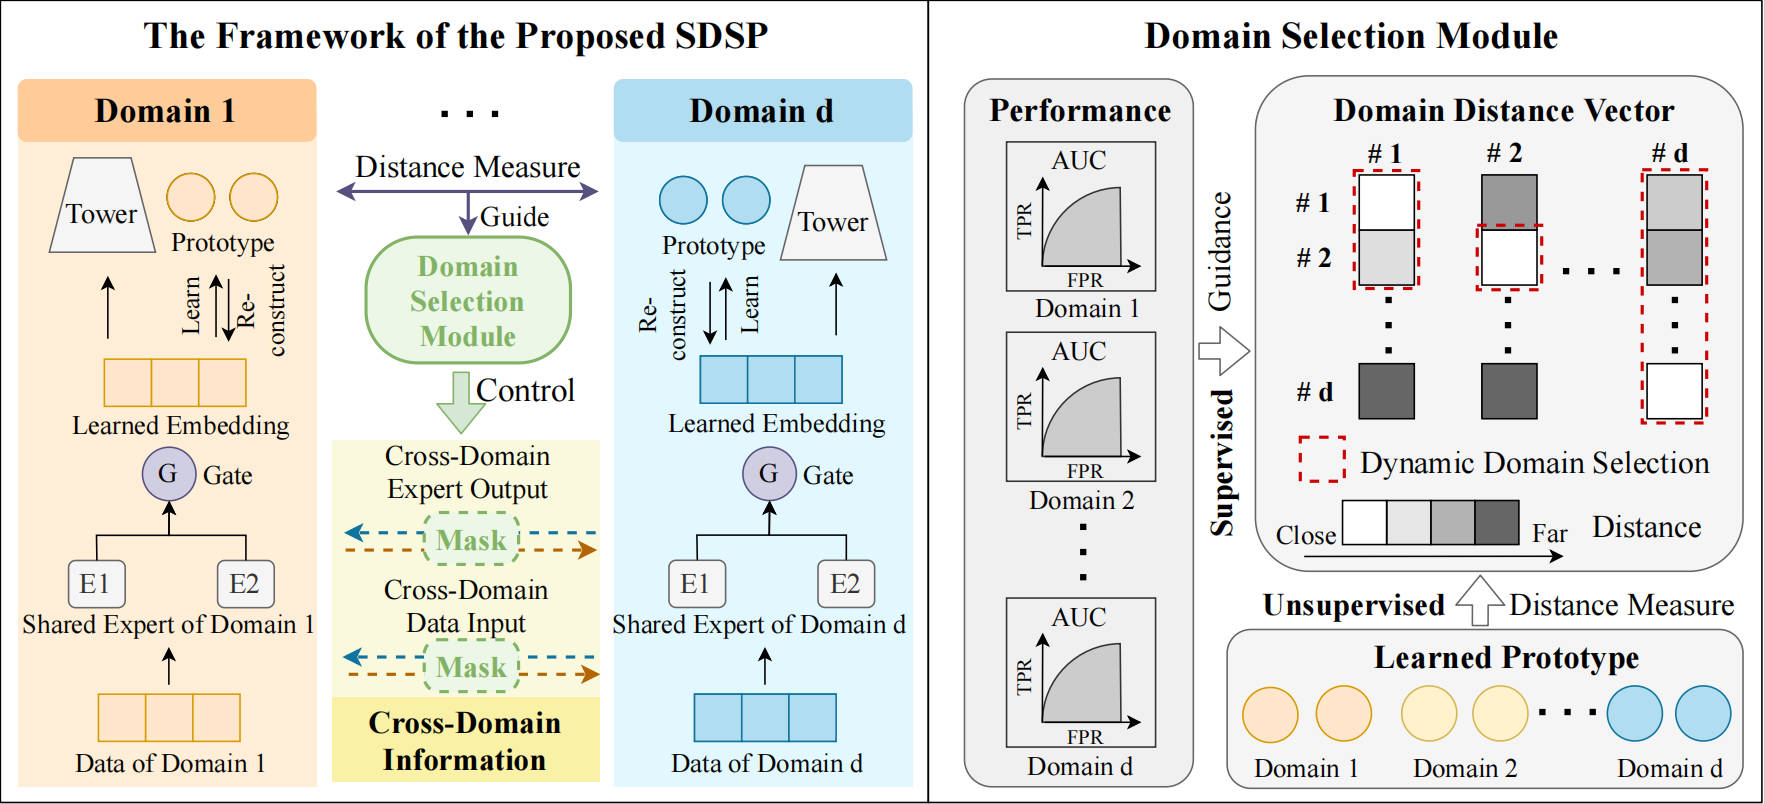 The Framework of the Proposed SDSP
Domain 1
. . .
Domain d
Tower
Prototype
Learn
Re-
construct
Learned Embedding
G
Gate
E1
E2
Shared Expert of Domain 1
Data of Domain 1
Distance Measure
Guide
Domain
Selection
Module
Control
Cross-Domain
Expert Output
Mask
Cross-Domain
Data Input
Mask
Cross-Domain
Information
Prototype
Tower
Re-
construct
Learn
Learned Embedding
G
Gate
E1
E2
Shared Expert of Domain d
Data of Domain d
Domain Selection Module
Performance
AUC
TPR
FPR
Domain 1
AUC
TPR
FPR
Domain 2
AUC
TPR
FPR
Domain d
Supervised
Guidance
Domain Distance Vector
# 1
# 2
# d
# 1
# 2
# d
Dynamic Domain Selection
Close
Far
Distance
Unsupervised
Distance Measure
Learned Prototype
Domain 1
Domain 2
Domain d